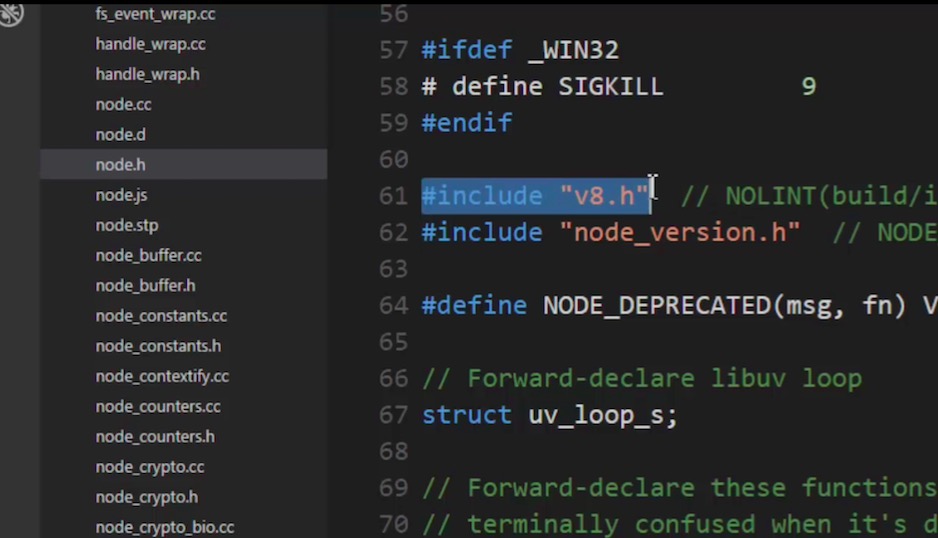 fs_event_wrap.cc
handle_wrap.cc
handle_wrap.h
node.cc
node.d
node.h
node.js
node.stp
node_buffer.cc
node_buffer.h
node_constants.cc
node_constants.h
node_contextify.cc
node_counters.cc
node_counters.h
node_crypto.cc
node_crypto.h
node_crypto_bio.cc
56
57 #ifdef _WIN32
58 # define SIGKILL 9
59 #endif
60
61 #include "v8.h" // NOLINT(build/i
62 #include "node_version.h" // NODE
63
64 #define NODE_DEPRECATED(msg, fn) V
65
66 // Forward-declare libuv loop
67 struct uv_loop_s;
68
69 // Forward-declare these functions
70 // terminally confused when it's d